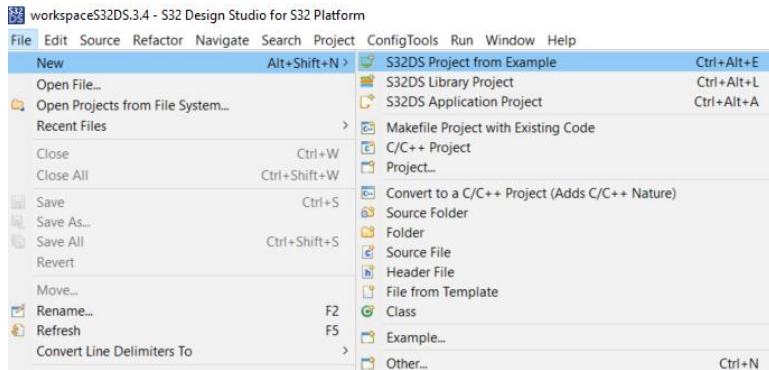 workspaceS32DS.3.4 - S32 Design Studio for S32 Platform
File Edit Source Refactor Navigate Search Project ConfigTools Run Window Help
New Alt+Shift+N >
Open File...
Open Projects from File System...
Recent Files >
Close Ctrl+W
Close All Ctrl+Shift+W
Save Ctrl+S
Save As...
Save All Ctrl+Shift+S
Revert
Move...
Rename... F2
Refresh F5
Convert Line Delimiters To >
S32DS Project from Example Ctrl+Alt+E
S32DS Library Project Ctrl+Alt+L
S32DS Application Project Ctrl+Alt+A
Makefile Project with Existing Code
C/C++ Project
Project...
Convert to a C/C++ Project (Adds C/C++ Nature)
Source Folder
Folder
Source File
Header File
File from Template
Class
Example...
Other... Ctrl+N